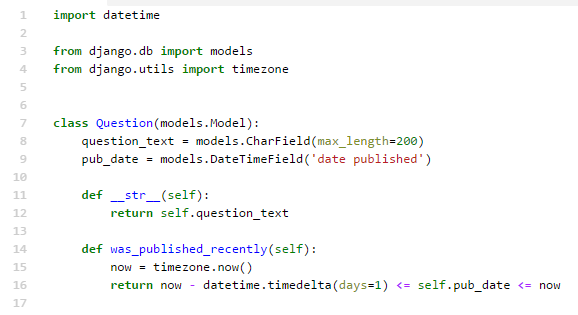 1 import datetime
2
3 from django.db import models
4 from django.utils import timezone
5
6
7 class Question(models.Model):
8     question_text = models.CharField(max_length=200)
9     pub_date = models.DateTimeField('date published')
10
11     def __str__(self):
12         return self.question_text
13
14     def was_published_recently(self):
15         now = timezone.now()
16         return now - datetime.timedelta(days=1) <= self.pub_date <= now
17